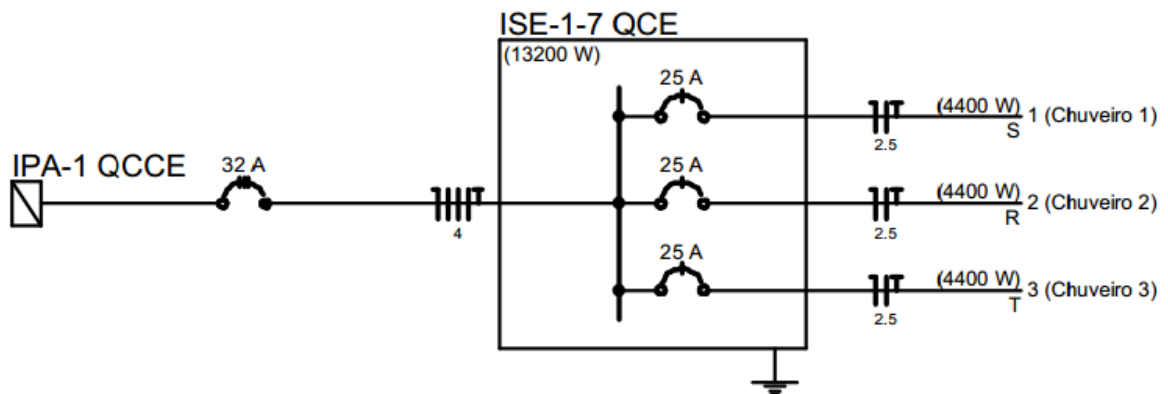 ISE-1-7 QCE
(13200 W)
25 A
(4400 W) 1 (Chuveiro 1)
S
2.5
IPA-1 QCCE
32 A
4
25 A
(4400 W) 2 (Chuveiro 2)
R
2.5
25 A
(4400 W) 3 (Chuveiro 3)
T
2.5